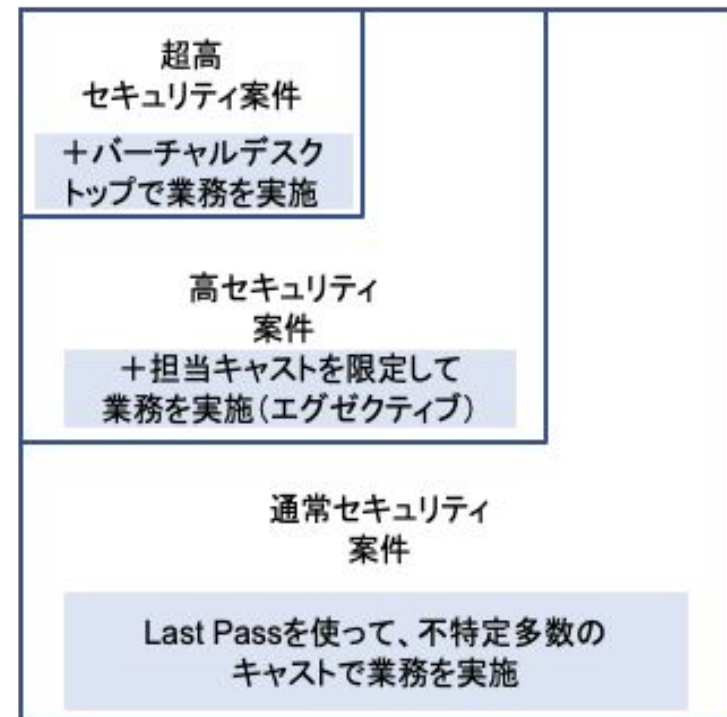 超高
セキュリティ案件
＋バーチャルデスク
トップで業務を実施
高セキュリティ
案件
＋担当キャストを限定して
業務を実施（エグゼクティブ）
通常セキュリティ
案件
Last Passを使って、不特定多数の
キャストで業務を実施